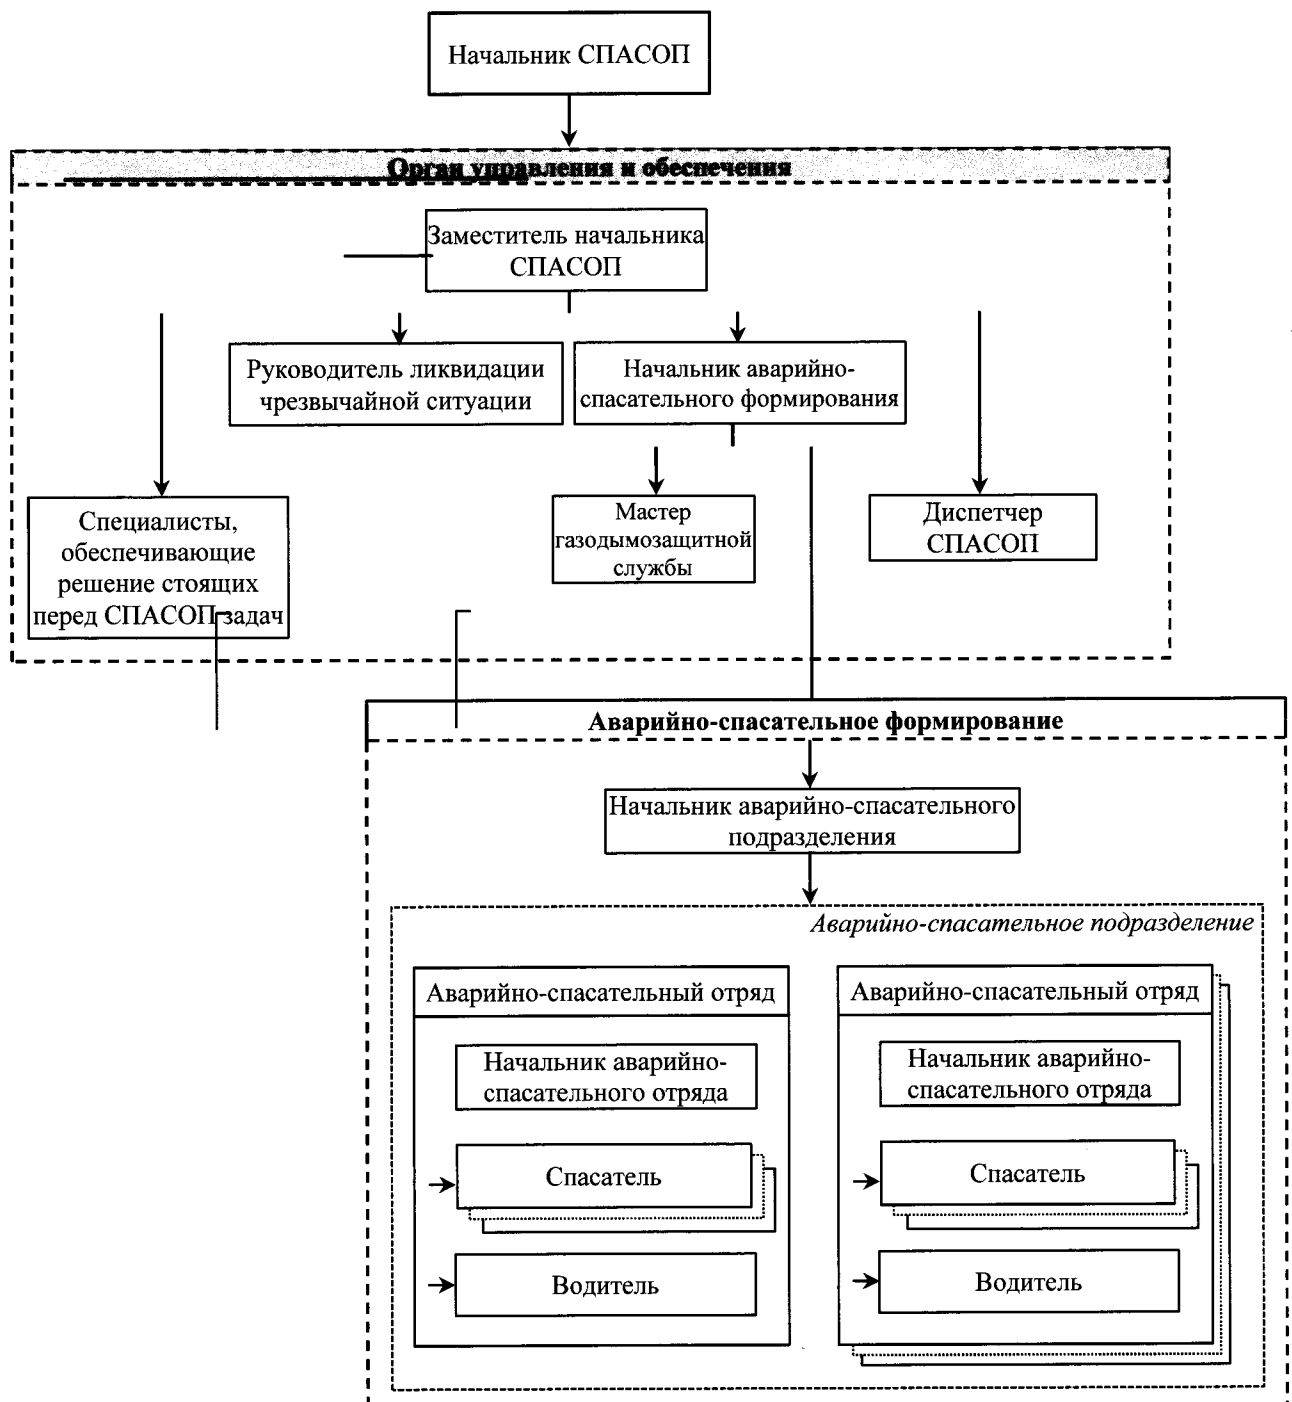 Начальник СПАСОП
Орган управления и обеспечения
Заместитель начальника
СПАСОП
Руководитель ликвидации
чрезвычайной ситуации
Начальник аварийно-
спасательного формирования
Специалисты,
обеспечивающие
решение стоящих
перед СПАСОП задач
Мастер
газодымозащитной
службы
Диспетчер
СПАСОП
Аварийно-спасательное формирование
Начальник аварийно-спасательного
подразделения
Аварийно-спасательное подразделение
Аварийно-спасательный отряд
Начальник аварийно-
спасательного отряда
Спасатель
Водитель
Аварийно-спасательный отряд
Начальник аварийно-
спасательного отряда
Спасатель
Водитель